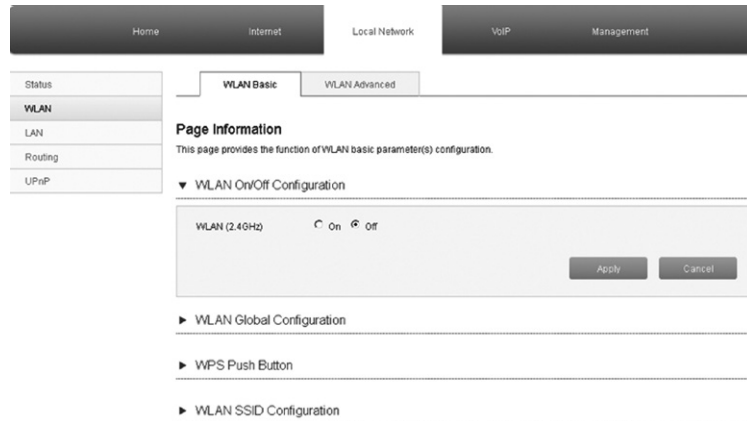 Home Internet Local Network VoIP Management
Status
WLAN
LAN
Routing
UPnP
WLAN Basic WLAN Advanced
Page Information
This page provides the function of WLAN basic parameter(s) configuration.
WLAN On/Off Configuration
WLAN (2.4GHz) On Off
Apply Cancel
WLAN Global Configuration
WPS Push Button
WLAN SSID Configuration